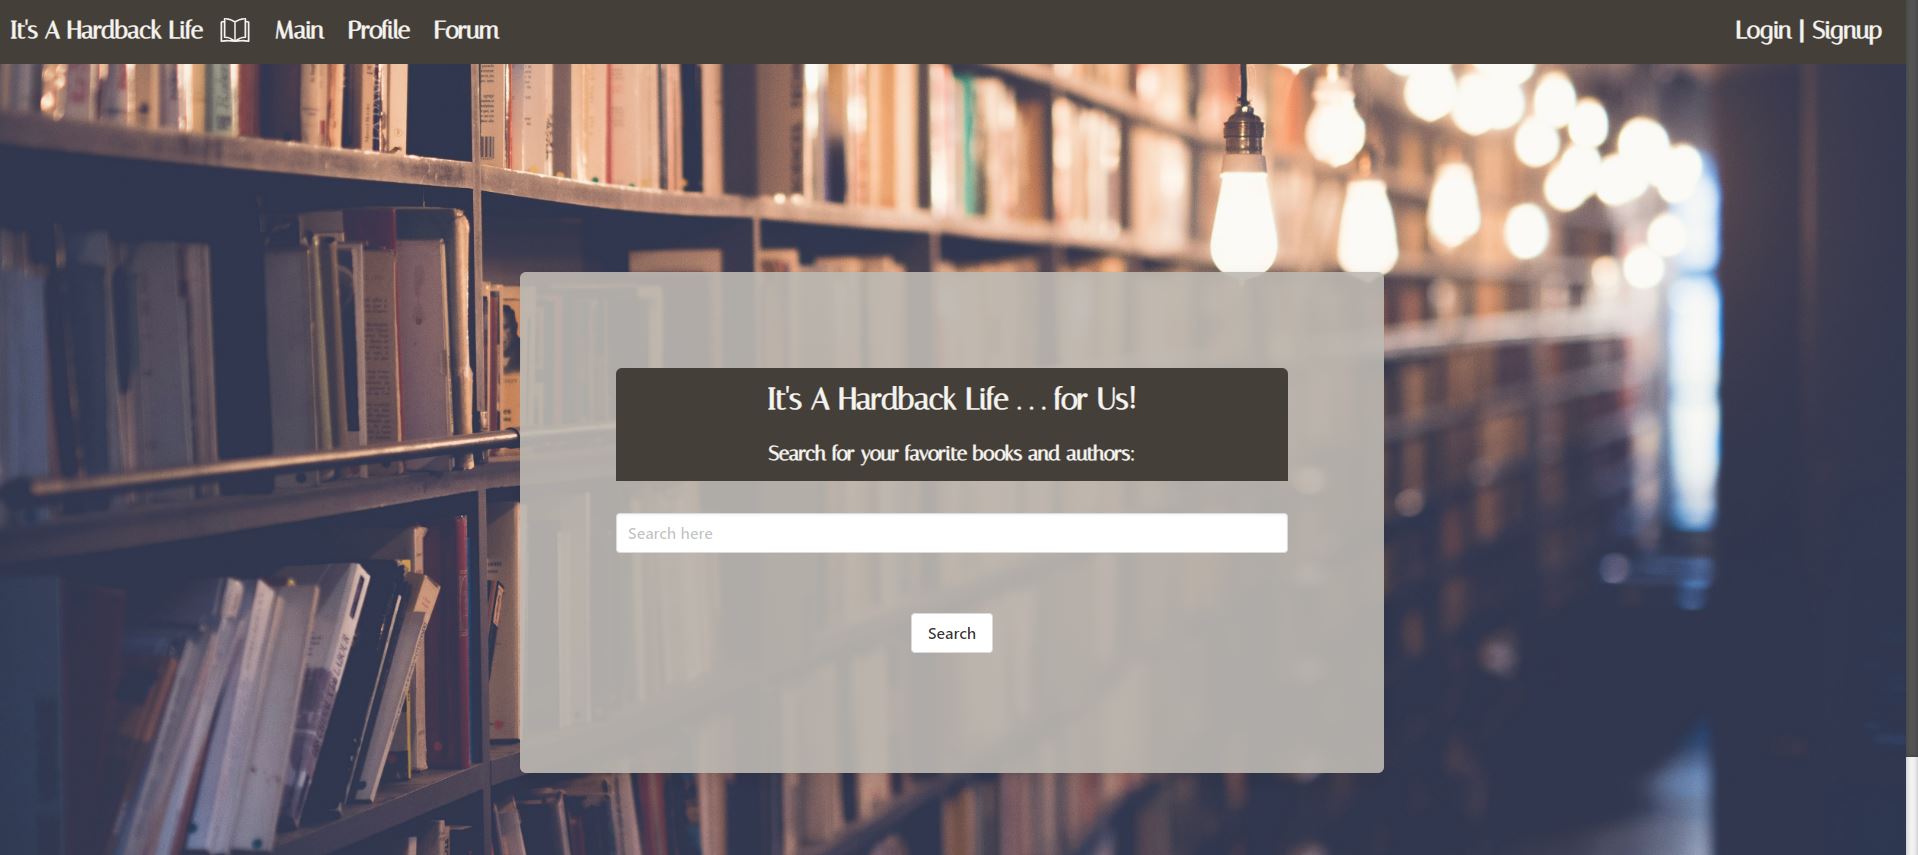 It's A Hardback Life Main Profile Forum Login | Signup
It's A Hardback Life . . . for Us!
Search for your favorite books and authors:
Search here
Search